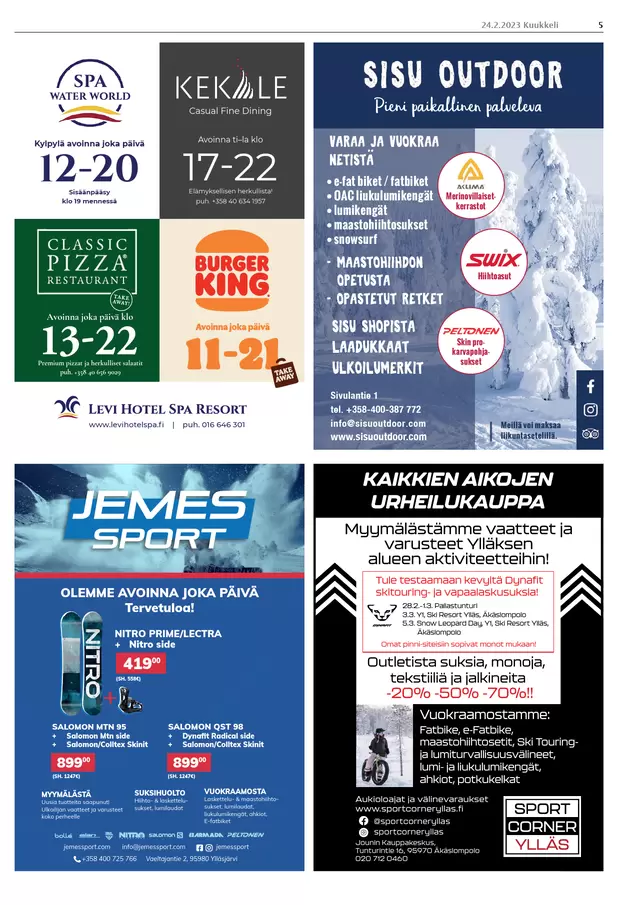 24.2.2023 Kuukkeli 5
SPA
WATER WORLD
Kylpylä avoinna joka päivä
12-20
Sisäänpääsy
klo 19 mennessä
KEKÄLE
Casual Fine Dining
Avoinna ti–la klo
17-22
Elämyksellisen herkullista!
puh. +358 40 634 1957
CLASSIC
PIZZA
RESTAURANT
TAKE
AWAY!
Avoinna joka päivä klo
13-22
Premium pizzat ja herkulliset salaatit
puh. +358 40 656 9029
BURGER
KING
Avoinna joka päivä
11-21
TAKE
AWAY
LEVI HOTEL SPA RESORT
www.levihotelspa.fi | puh. 016 646 301
SISU OUTDOOR
Pieni paikallinen palveleva
VARAA JA VUOKRAA
NETISTÄ
• e-fat biket / fatbiket
• OAC liukulumikengät
• lumikengät
• maastohiihtosukset
• snowsurf
- MAASTOHIIHDON
OPETUSTA
- OPASTETUT RETKET
SISU SHOPISTA
LAADUKKAAT
ULKOILUMERKIT
ACLIMA
Merinovillaiset-
kerrastot
SWIX
Hiihtoasut
PELTONEN
Skin pro-
karvapohja-
sukset
Sivulantie 1
tel. +358-400-387 772
info@sisuoutdoor.com
www.sisuoutdoor.com
Meillä voi maksaa
liikuntasetelillä.
JEMES
SPORT
OLEMME AVOINNA JOKA PÄIVÄ
Tervetuloa!
NITRO
NITRO PRIME/LECTRA
+ Nitro side
419⁰⁰
(SH. 558€)
SALOMON MTN 95
+ Salomon Mtn side
+ Salomon/Colltex Skinit
899⁰⁰
(SH. 1247€)
SALOMON QST 98
+ Dynafit Radical side
+ Salomon/Colltex Skinit
899⁰⁰
(SH. 1247€)
MYYMÄLÄSTÄ
Uusia tuotteita saapunut!
Ulkoilijan vaatteet ja varusteet
koko perheelle
SUKSIHUOLTO
Hiihto- & laskettelu-
sukset, lumilaudat
VUOKRAAMOSTA
Laskettelu- & maastohiihto-
sukset, lumilaudat,
liukulumikengät, ahkiot,
E-fatbiket
bollé NITRO salomon BARMADA PELTONEN
jemessport.com info@jemessport.com jemessport
+358 400 725 766 Vaeltajantie 2, 95980 Ylläsjärvi
KAIKKIEN AIKOJEN
URHEILUKAUPPA
Myymälästämme vaatteet ja
varusteet Ylläksen
alueen aktiviteetteihin!
Tule testaamaan kevyitä Dynafit
skitouring- ja vapaalaskusuksia!
28.2.-1.3. Pallastunturi
3.3. Y1, Ski Resort Ylläs, Äkäslompolo
5.3. Snow Leopard Day, Y1, Ski Resort Ylläs,
Äkäslompolo
Omat pinni-siteisiin sopivat monot mukaan!
Outletista suksia, monoja,
tekstiiliä ja jalkineita
-20% -50% -70%!!
Vuokraamostamme:
Fatbike, e-Fatbike,
maastohiihtosetit, Ski Touring-
ja lumiturvallisuusvälineet,
lumi- ja liukulumikengät,
ahkiot, potkukelkat
Aukioloajat ja välinevaraukset
www.sportcorneryllas.fi
@sportcorneryllas
sportcorneryllas
Jounin Kauppakeskus,
Tunturintie 16, 95970 Äkäslompolo
020 712 0460
SPORT
CORNER
YLLÄS